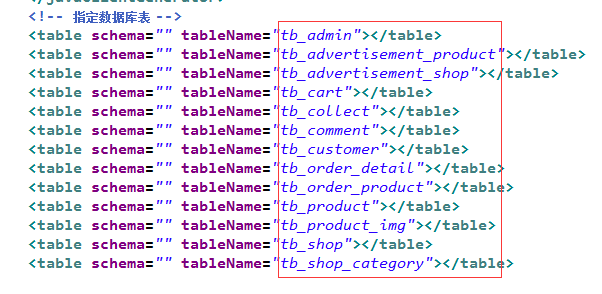 </javaClientGenerator>
<!-- 指定数据库表 -->
<table schema="" tableName="tb_admin"></table>
<table schema="" tableName="tb_advertisement_product"></table>
<table schema="" tableName="tb_advertisement_shop"></table>
<table schema="" tableName="tb_cart"></table>
<table schema="" tableName="tb_collect"></table>
<table schema="" tableName="tb_comment"></table>
<table schema="" tableName="tb_customer"></table>
<table schema="" tableName="tb_order_detail"></table>
<table schema="" tableName="tb_order_product"></table>
<table schema="" tableName="tb_product"></table>
<table schema="" tableName="tb_product_img"></table>
<table schema="" tableName="tb_shop"></table>
<table schema="" tableName="tb_shop_category"></table>